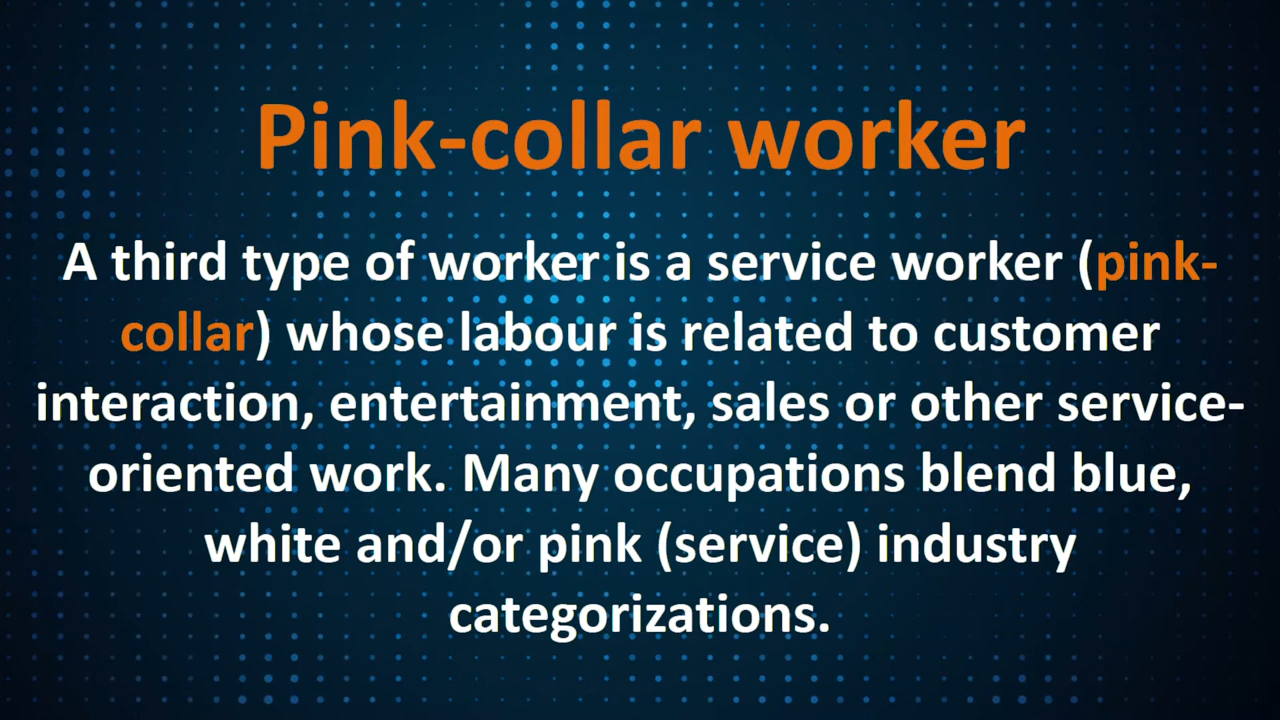 Pink-collar worker
A third type of worker is a service worker (pink-
collar) whose labour is related to customer
interaction, entertainment, sales or other service-
oriented work. Many occupations blend blue,
white and/or pink (service) industry
categorizations.